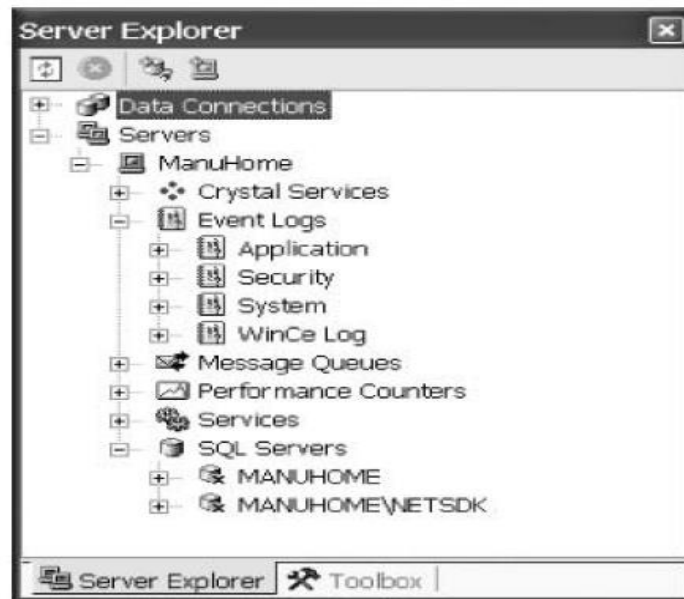 Server Explorer
Data Connections
Servers
ManuHome
Crystal Services
Event Logs
Application
Security
System
WinCe Log
Message Queues
Performance Counters
Services
SQL Servers
MANUHOME
MANUHOME\NETSDK
Server Explorer Toolbox